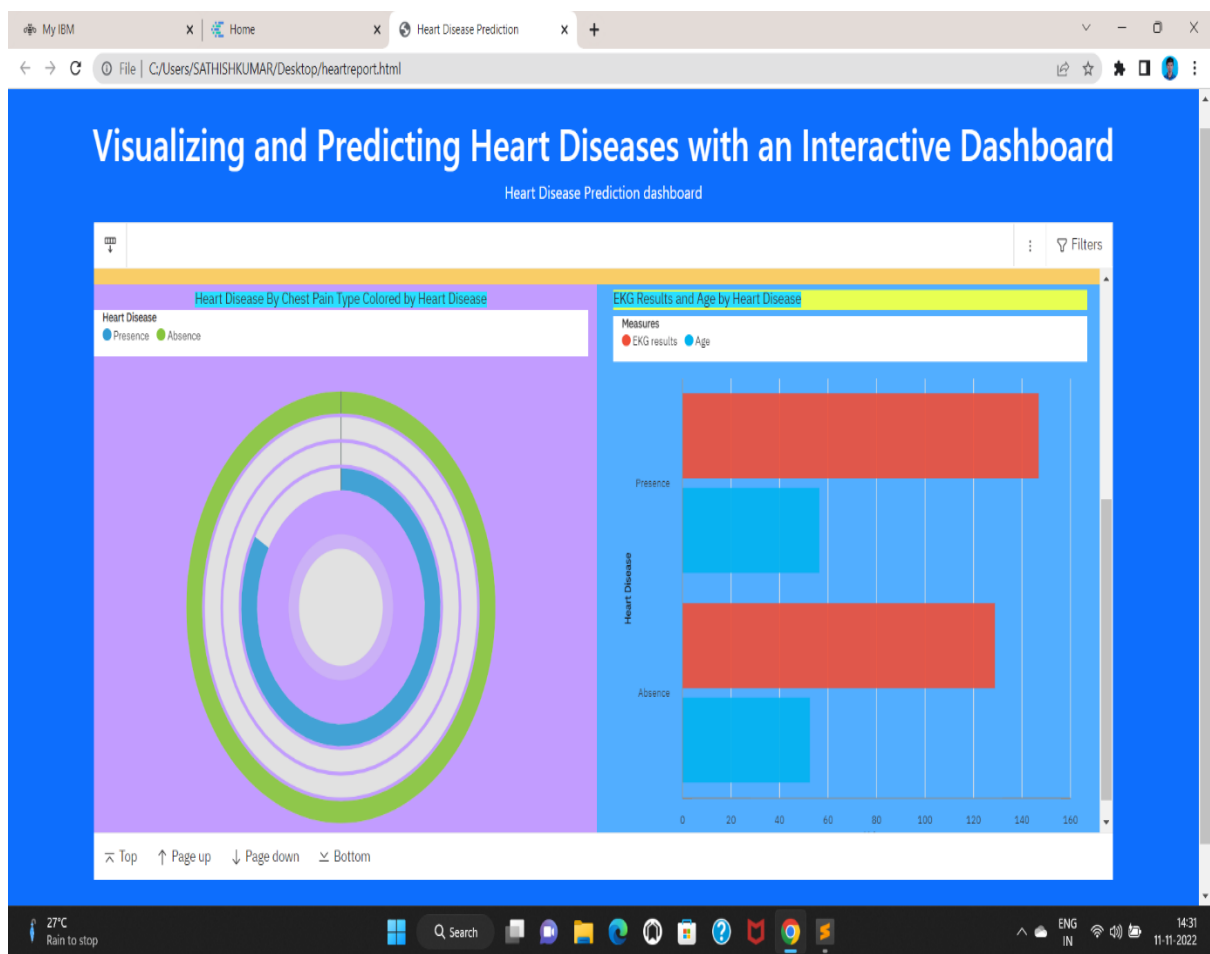 My IBM
Home
Heart Disease Prediction
File | C:/Users/SATHISHKUMAR/Desktop/heartreport.html
Visualizing and Predicting Heart Diseases with an Interactive Dashboard
Heart Disease Prediction dashboard
Filters
Heart Disease By Chest Pain Type Colored by Heart Disease
Heart Disease
Presence Absence
EKG Results and Age by Heart Disease
Measures
EKG results Age
Presence
Heart Disease
Absence
0 20 40 60 80 100 120 140 160
Top Page up Page down Bottom
27°C
Rain to stop
Search
ENG
IN
14:31
11-11-2022